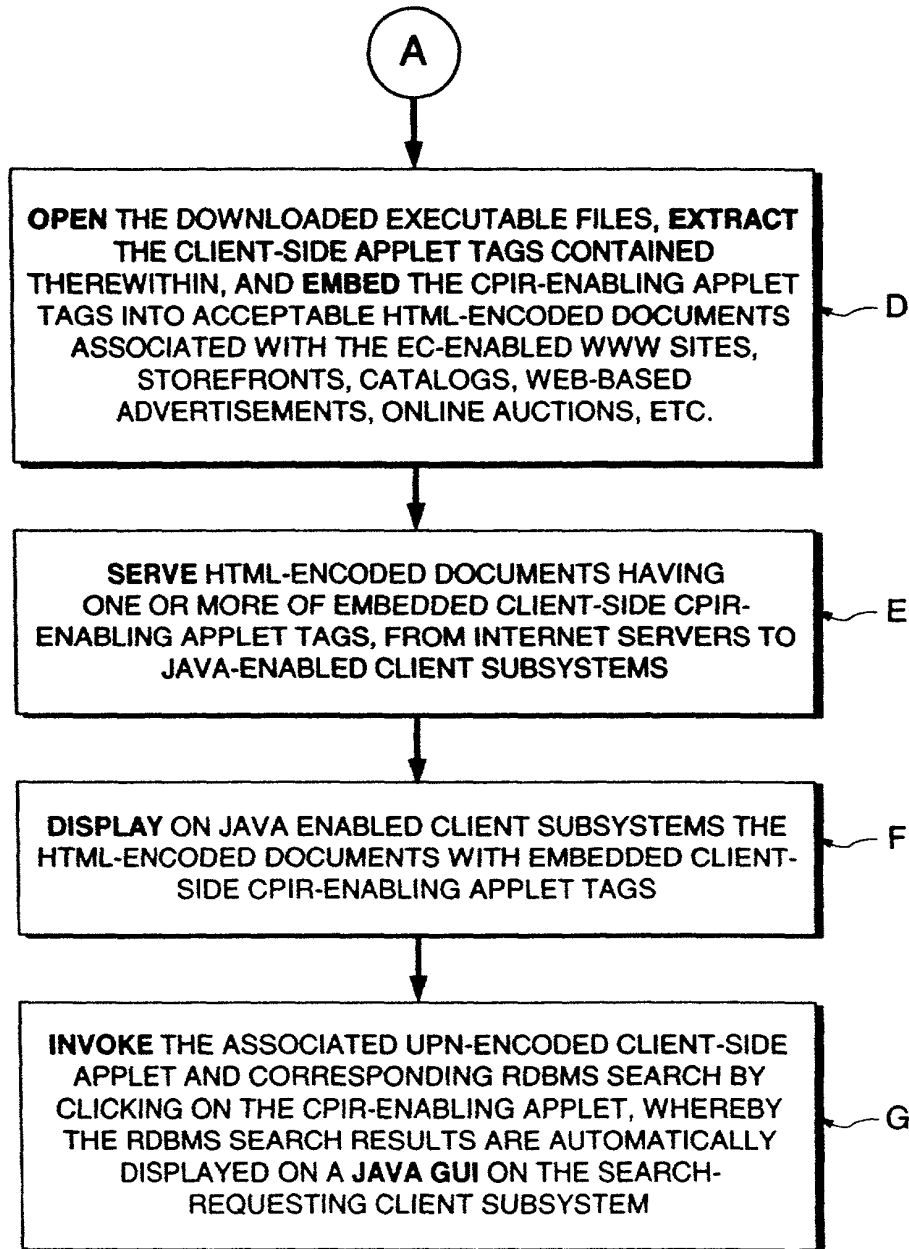 A
OPEN THE DOWNLOADED EXECUTABLE FILES, EXTRACT
THE CLIENT-SIDE APPLET TAGS CONTAINED
THEREWITHIN, AND EMBED THE CPIR-ENABLING APPLET
TAGS INTO ACCEPTABLE HTML-ENCODED DOCUMENTS
ASSOCIATED WITH THE EC-ENABLED WWW SITES,
STOREFRONTS, CATALOGS, WEB-BASED
ADVERTISEMENTS, ONLINE AUCTIONS, ETC.
D
SERVE HTML-ENCODED DOCUMENTS HAVING
ONE OR MORE OF EMBEDDED CLIENT-SIDE CPIR-
ENABLING APPLET TAGS, FROM INTERNET SERVERS TO
JAVA-ENABLED CLIENT SUBSYSTEMS
E
DISPLAY ON JAVA ENABLED CLIENT SUBSYSTEMS THE
HTML-ENCODED DOCUMENTS WITH EMBEDDED CLIENT-
SIDE CPIR-ENABLING APPLET TAGS
F
INVOKE THE ASSOCIATED UPN-ENCODED CLIENT-SIDE
APPLET AND CORRESPONDING RDBMS SEARCH BY
CLICKING ON THE CPIR-ENABLING APPLET, WHEREBY
THE RDBMS SEARCH RESULTS ARE AUTOMATICALLY
DISPLAYED ON A JAVA GUI ON THE SEARCH-
REQUESTING CLIENT SUBSYSTEM
G